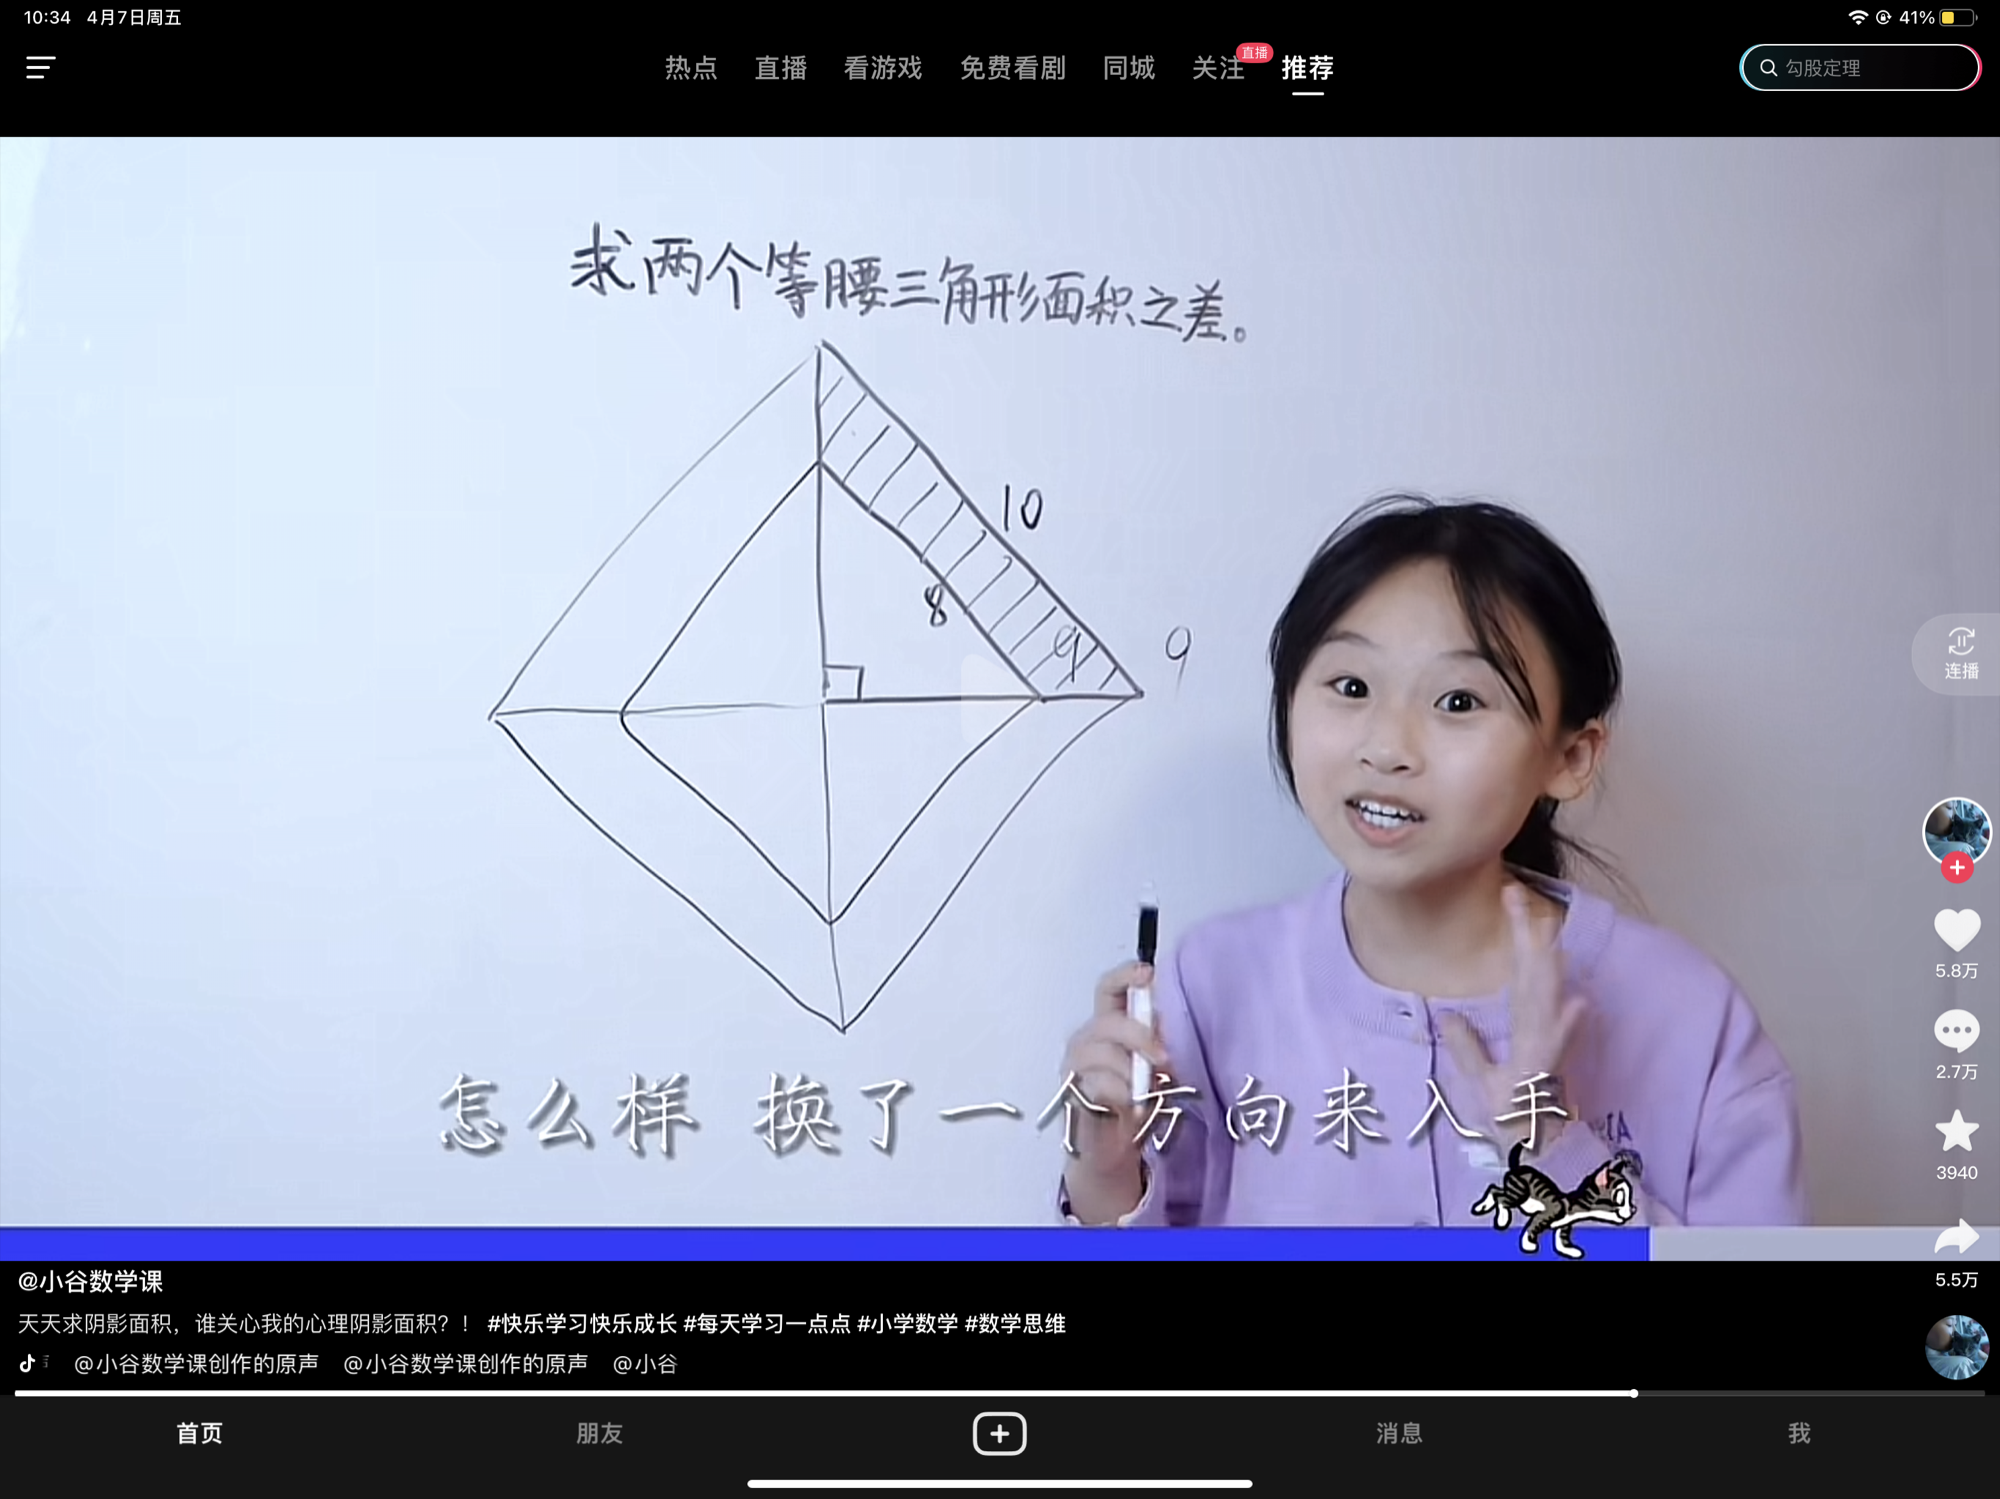 10:34 4月7日周五
41%
热点 直播 看游戏 免费看剧 同城 关注 直播 推荐
勾股定理
求两个等腰三角形面积之差。
10
8
9
9
连播
5.8万
2.7万
3940
怎么样 换了一个方向来入手
5.5万
@小谷数学课
天天求阴影面积，谁关心我的心理阴影面积？！ #快乐学习快乐成长 #每天学习一点点 #小学数学 #数学思维
@小谷数学课创作的原声 @小谷数学课创作的原声 @小谷
首页 朋友 消息 我